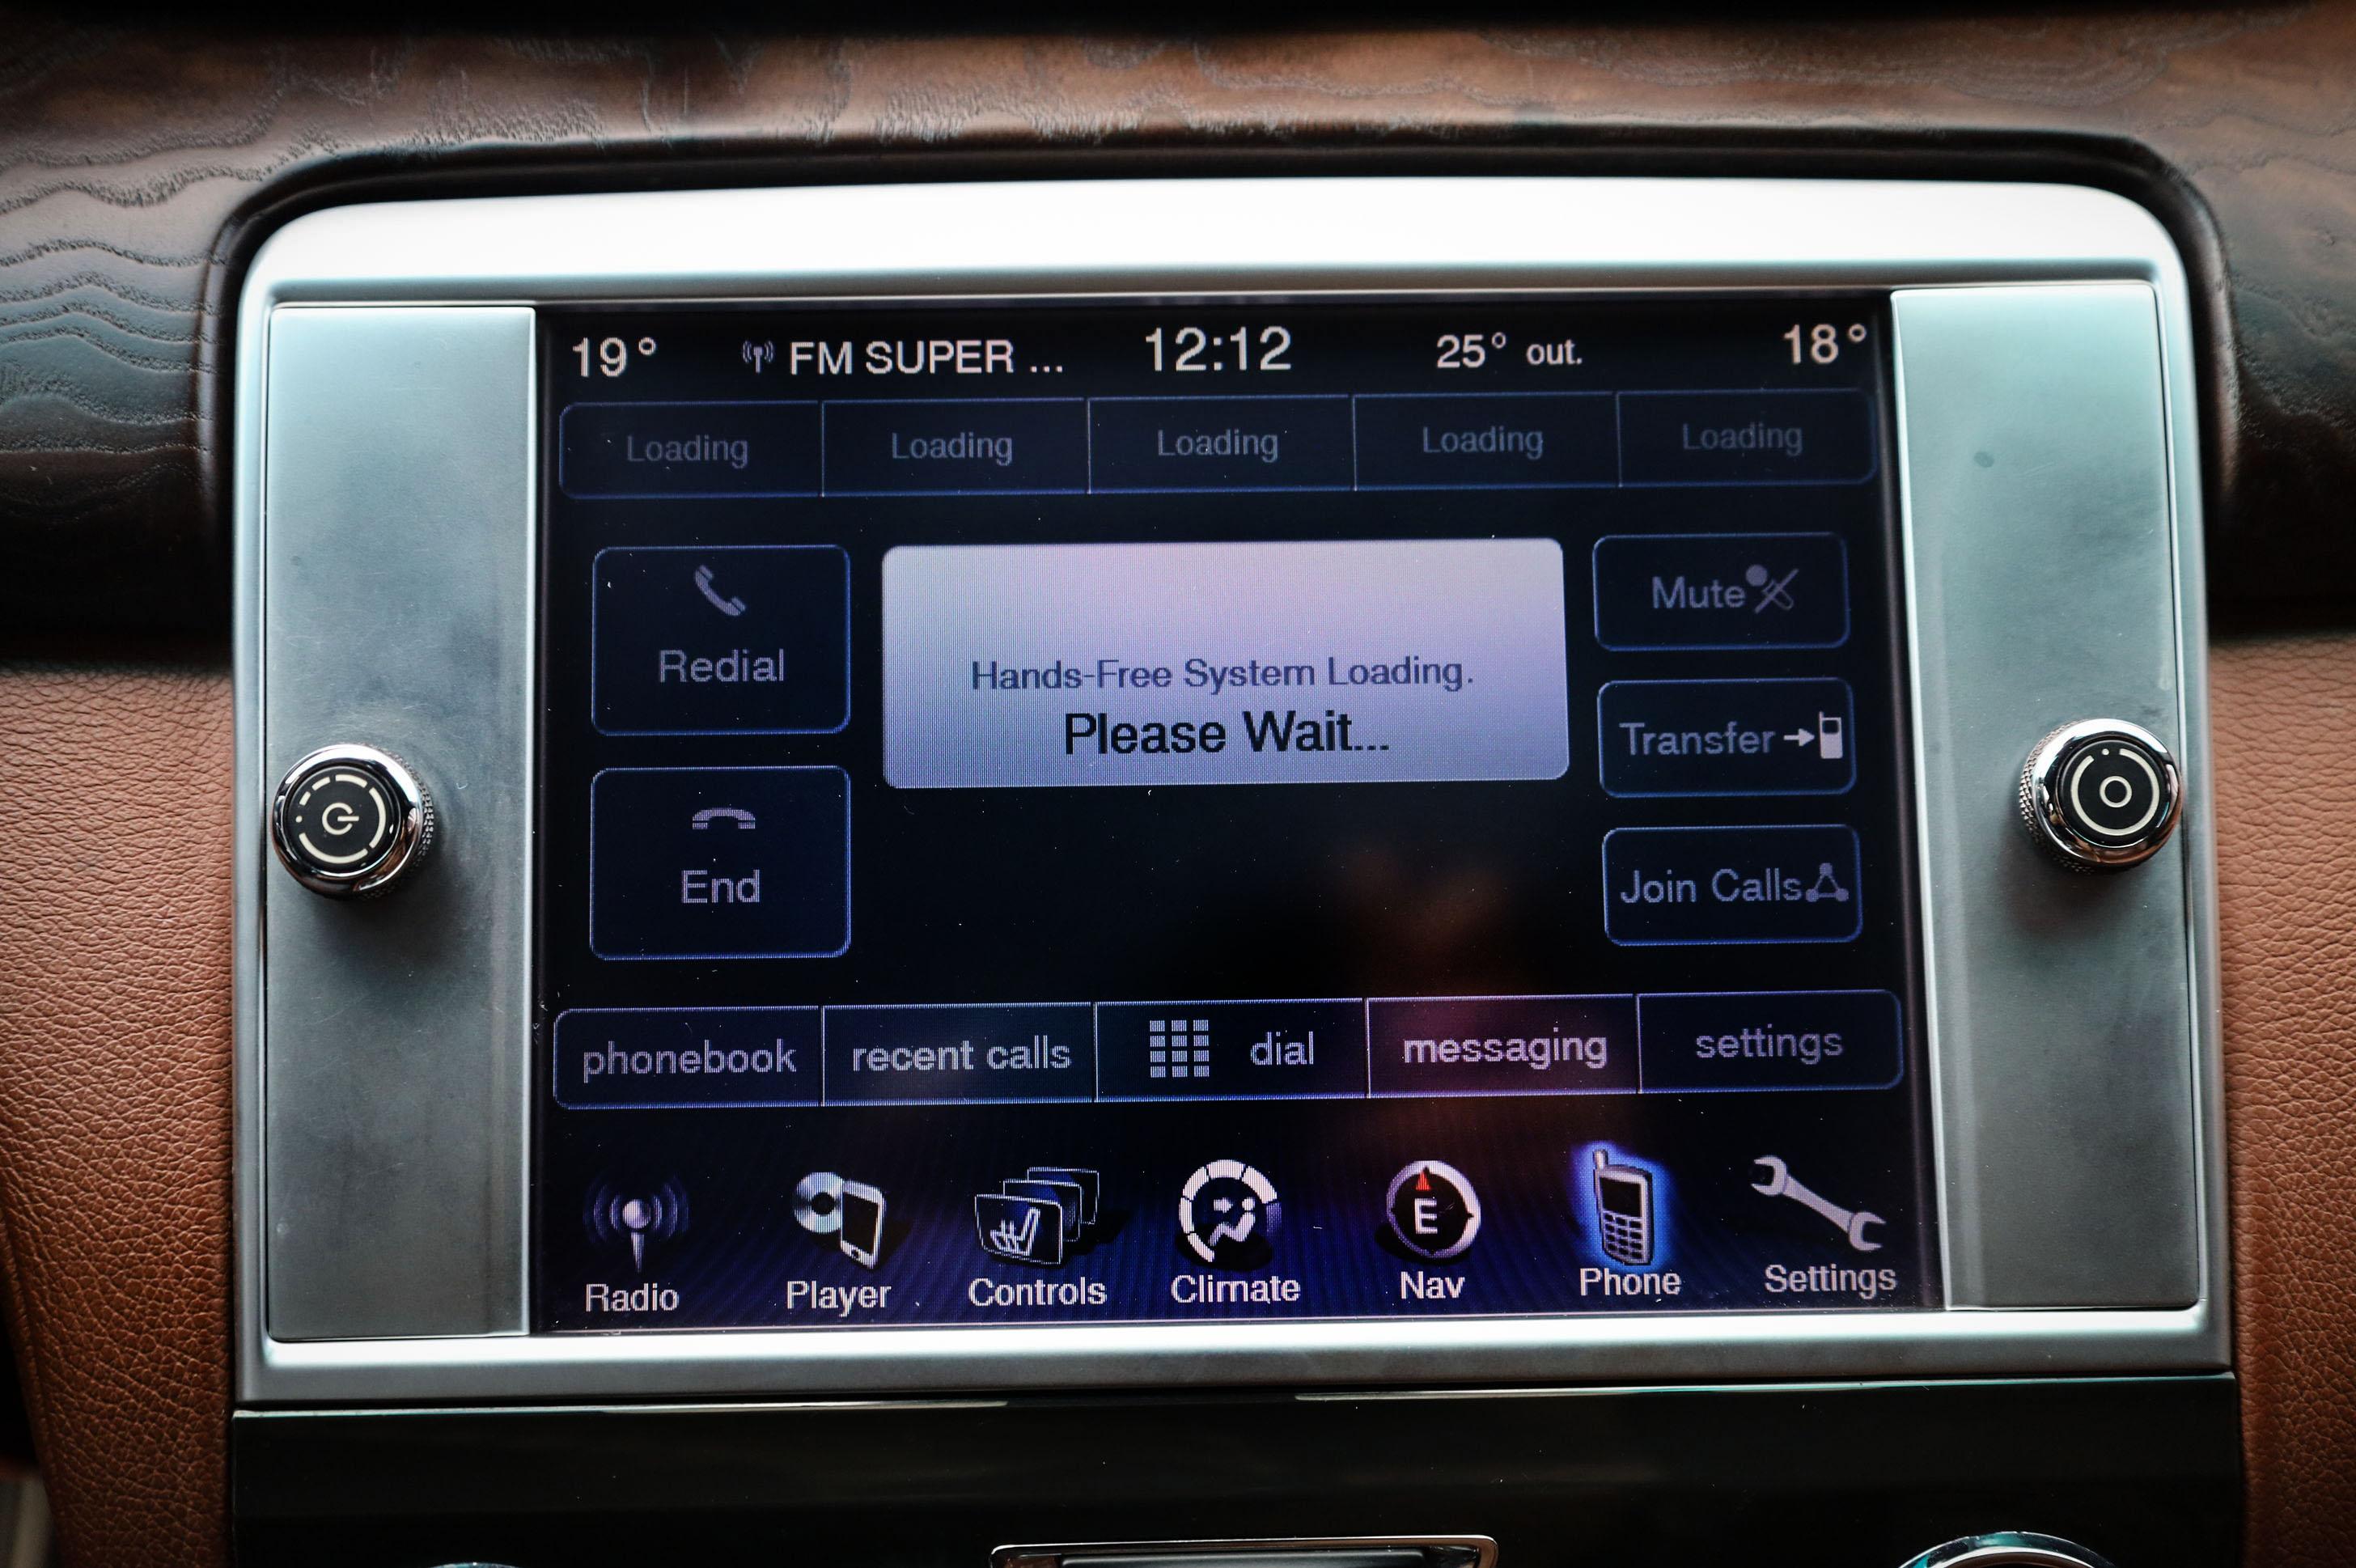 19° FM SUPER ... 12:12 25° out. 18°
Loading Loading Loading Loading Loading
Redial
Hands-Free System Loading.
Please Wait...
Mute
Transfer
End
Join Calls
phonebook recent calls dial messaging settings
E
Radio Player Controls Climate Nav Phone Settings